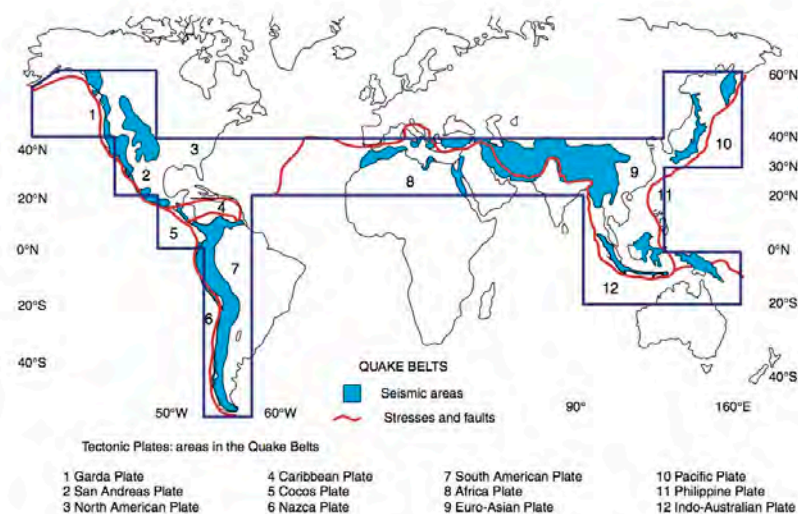 60°N
1
40°N
3
40°N
10
2
9
30°N
8
20°N
4
11
20°N
5
0°N
7
0°N
12
20°S
6
20°S
40°S
QUAKE BELTS
40°S
Seismic areas
50°W
60°W
Stresses and faults
90°
160°E
Tectonic Plates: areas in the Quake Belts
1 Garda Plate
4 Caribbean Plate
7 South American Plate
10 Pacific Plate
2 San Andreas Plate
5 Cocos Plate
8 Africa Plate
11 Philippine Plate
3 North American Plate
6 Nazca Plate
9 Euro-Asian Plate
12 Indo-Australian Plate